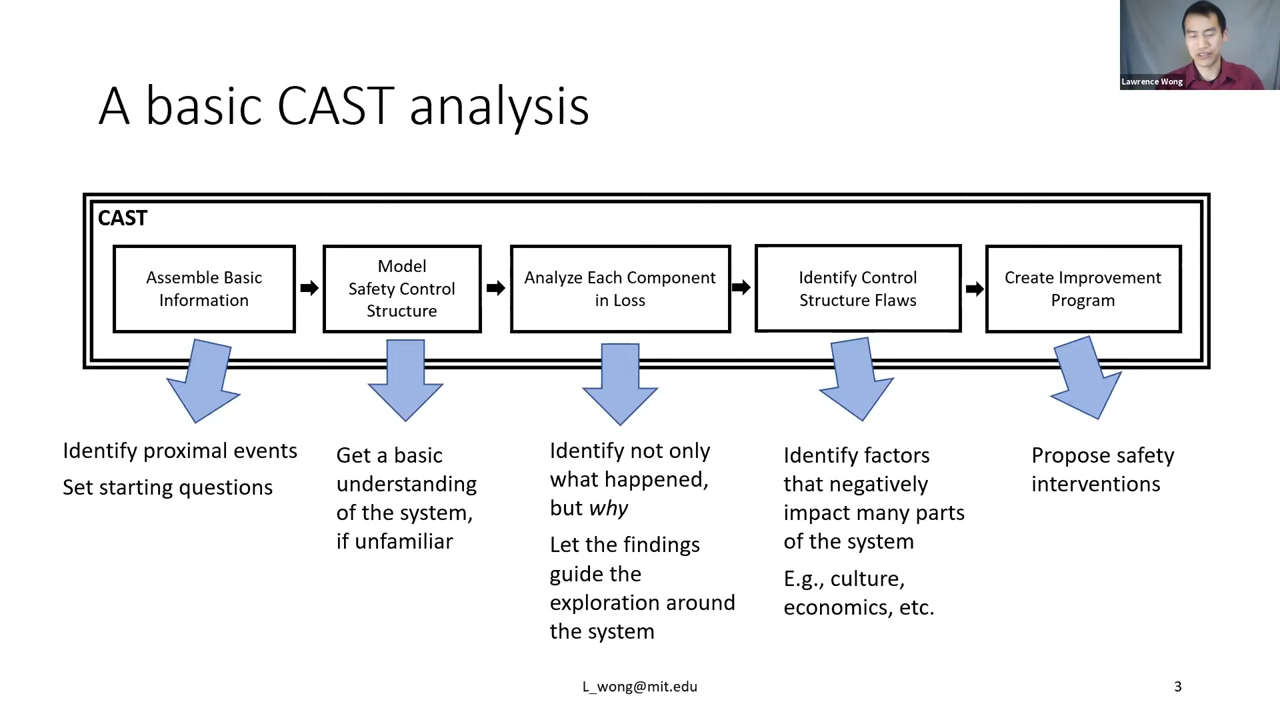 Lawrence Wong
A basic CAST analysis
CAST
Assemble Basic
Information
Model
Safety Control
Structure
Analyze Each Component
in Loss
Identify Control
Structure Flaws
Create Improvement
Program
Identify proximal events
Set starting questions
Get a basic
understanding
of the system,
if unfamiliar
Identify not only
what happened,
but why
Let the findings
guide the
exploration around
the system
Identify factors
that negatively
impact many parts
of the system
E.g., culture,
economics, etc.
Propose safety
interventions
L_wong@mit.edu
3